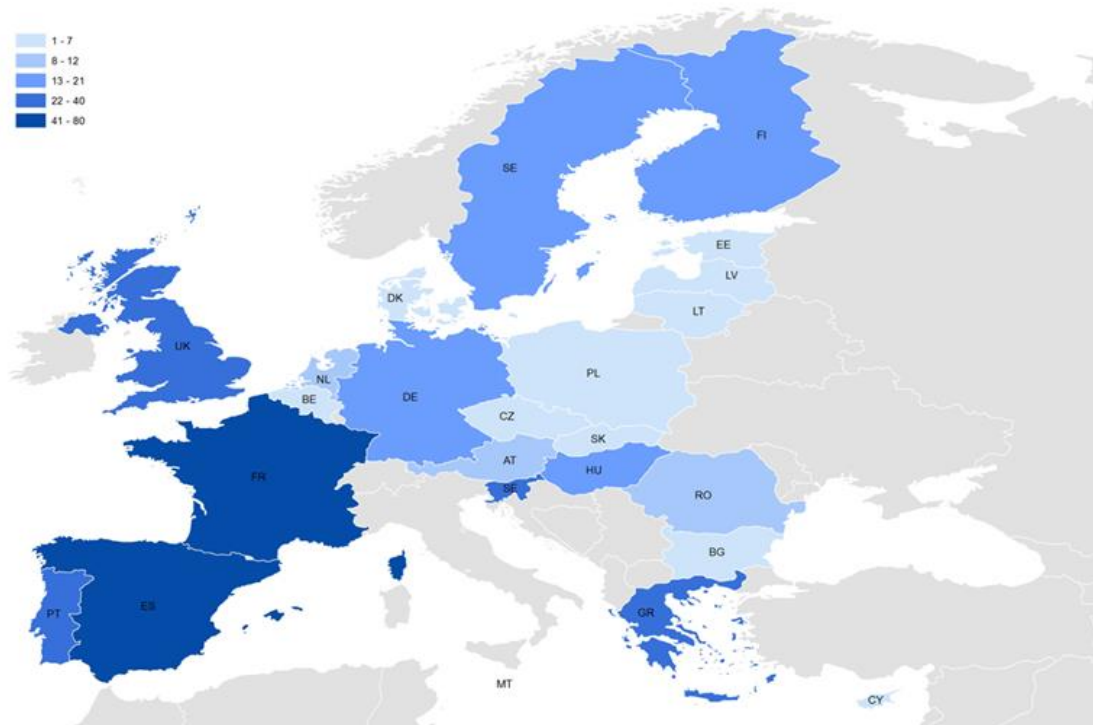 1 - 7
8 - 12
13 - 21
22 - 40
41 - 80
FI
SE
EE
LV
DK
LT
UK
PL
NL
DE
BE
CZ
SK
AT
HU
FR
SE
RO
BG
ES
PT
GR
MT
CY